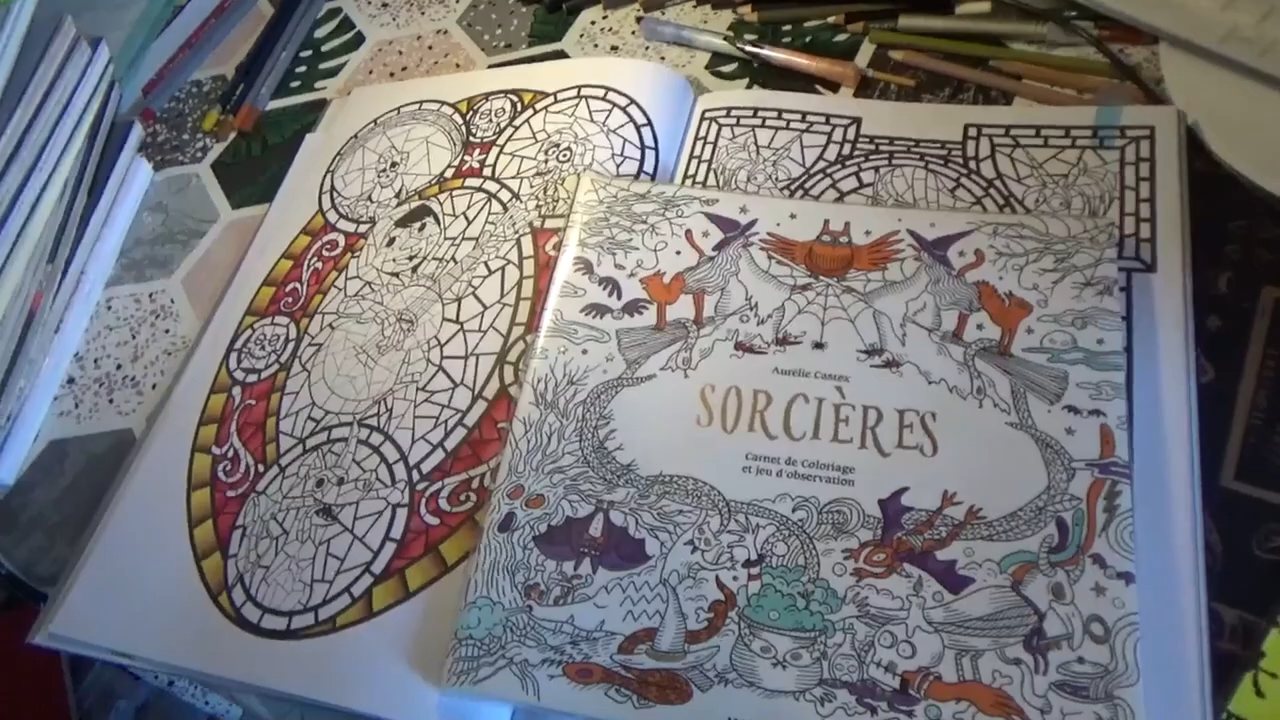 Aurélie Castex
SORCIÈRES
Carnet de Coloriage
et jeu d'observation